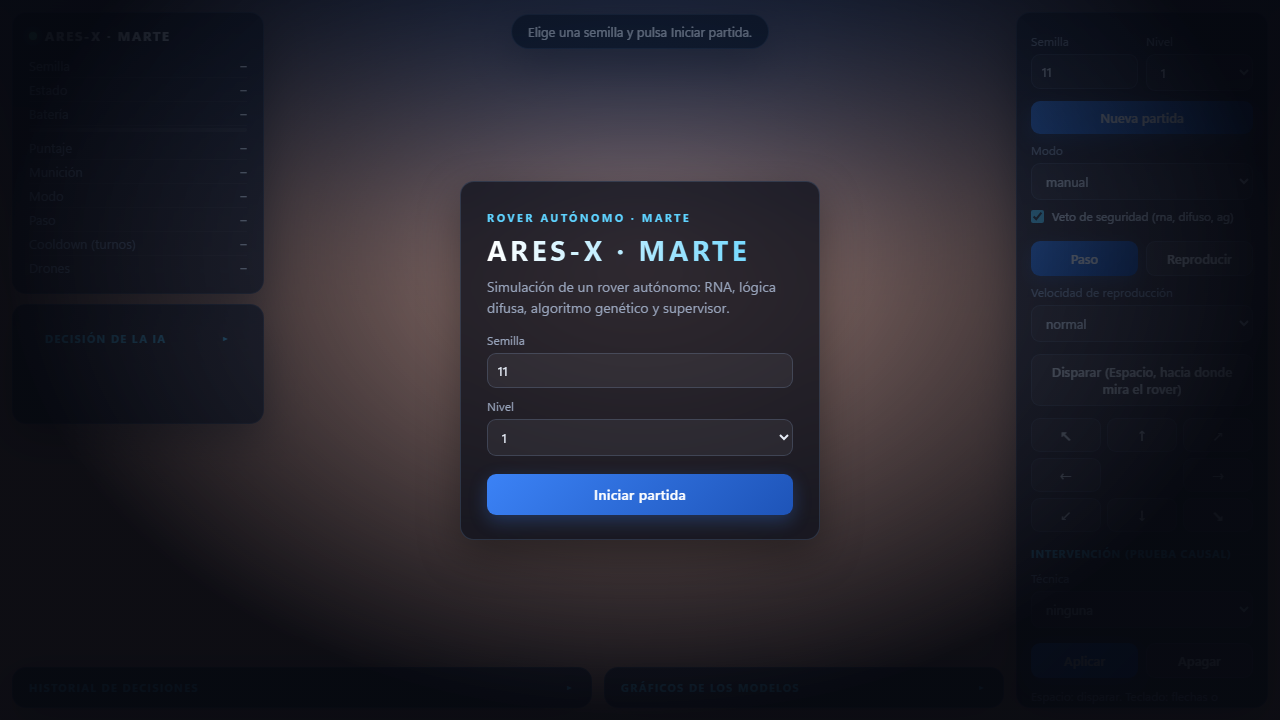 ARES-X · MARTE
Semilla –
Estado –
Batería –
Puntaje –
Munición –
Modo –
Paso –
Cooldown (turnos) –
Drones –
DECISIÓN DE LA IA ▸
Elige una semilla y pulsa Iniciar partida.
ROVER AUTÓNOMO · MARTE
ARES-X · MARTE
Simulación de un rover autónomo: RNA, lógica
difusa, algoritmo genético y supervisor.
Semilla
11
Nivel
1
Iniciar partida
Semilla Nivel
11 1
Nueva partida
Modo
manual
Veto de seguridad (rna, difuso, ag)
Paso Reproducir
Velocidad de reproducción
normal
Disparar (Espacio, hacia donde
mira el rover)
↖ ↑ ↗
← →
↙ ↓ ↘
INTERVENCIÓN (PRUEBA CAUSAL)
Técnica
ninguna
Aplicar Apagar
HISTORIAL DE DECISIONES
GRÁFICOS DE LOS MODELOS